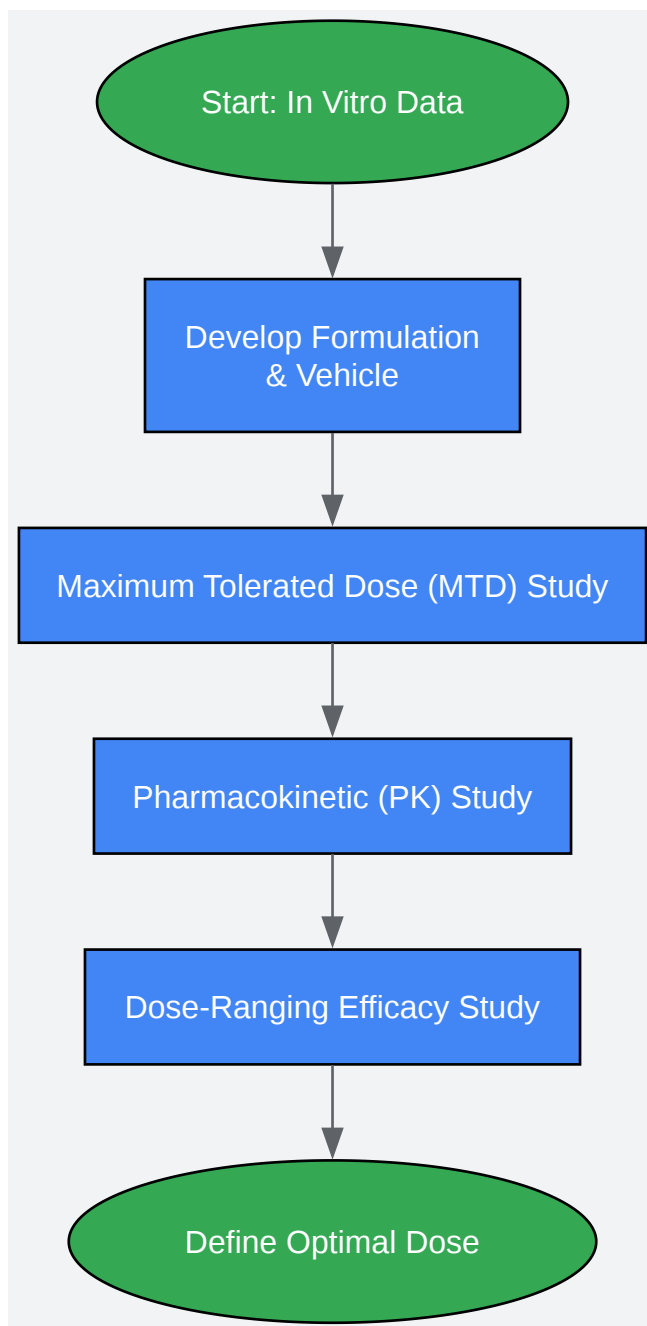 Start: In Vitro Data
Develop Formulation
& Vehicle
Maximum Tolerated Dose (MTD) Study
Pharmacokinetic (PK) Study
Dose-Ranging Efficacy Study
Define Optimal Dose